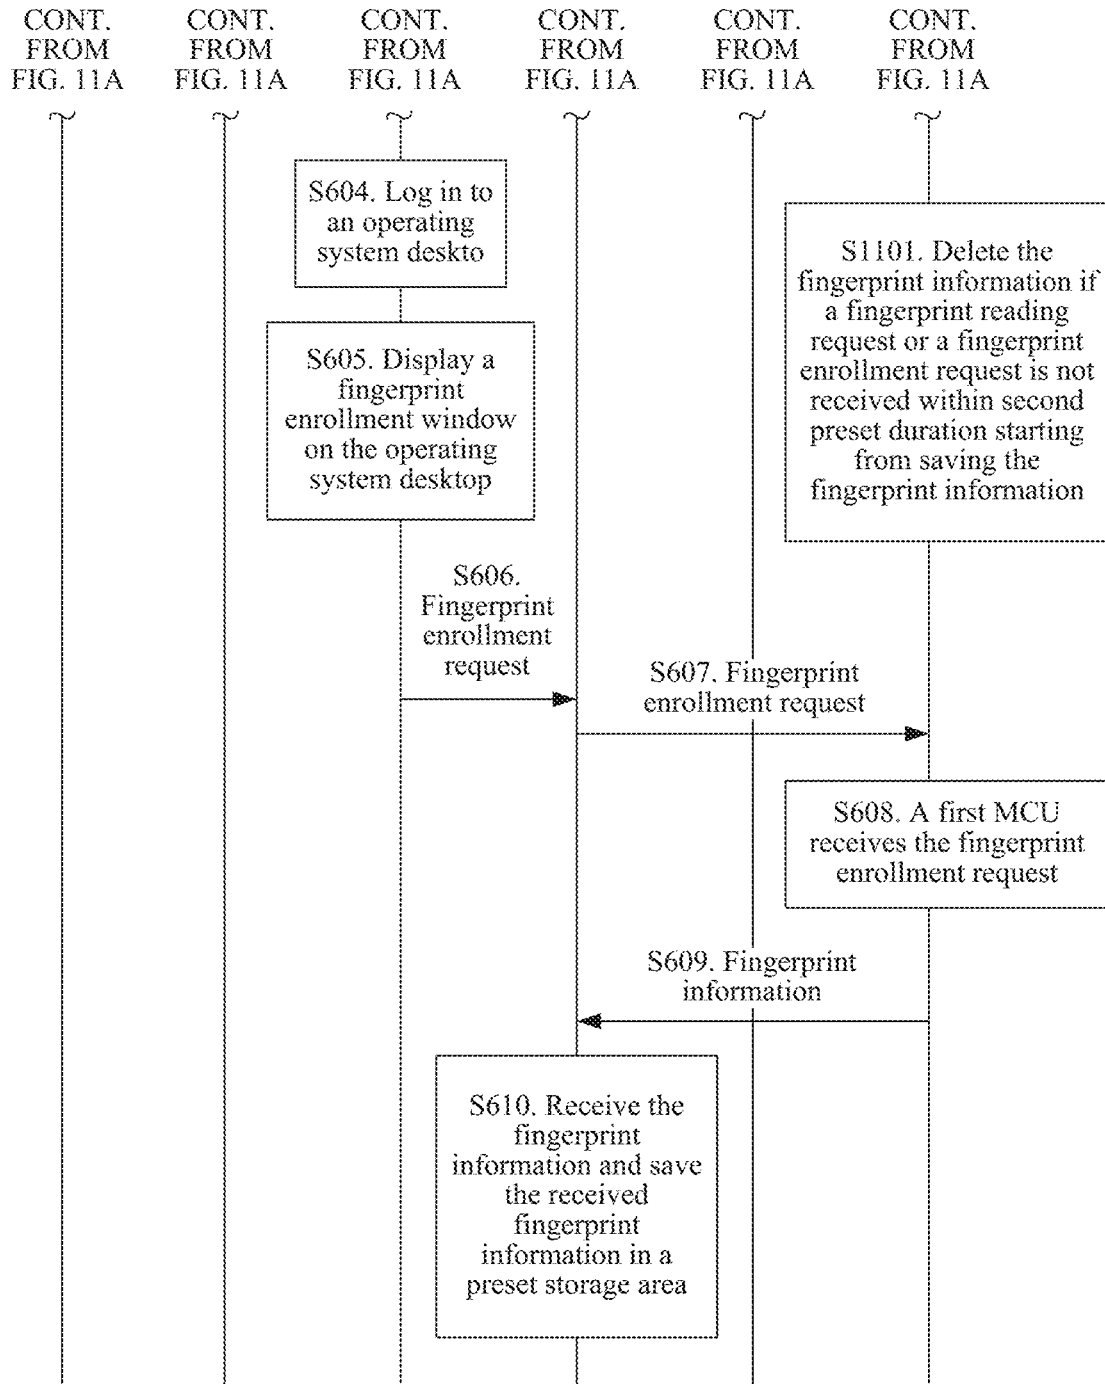 CONT.
FROM
FIG. 11A
CONT.
FROM
FIG. 11A
CONT.
FROM
FIG. 11A
CONT.
FROM
FIG. 11A
CONT.
FROM
FIG. 11A
CONT.
FROM
FIG. 11A
S604. Log in to
an operating
system deskto
S1101. Delete the
fingerprint information if
a fingerprint reading
request or a fingerprint
enrollment request is not
received within second
preset duration starting
from saving the
fingerprint information
S605. Display a
fingerprint
enrollment window
on the operating
system desktop
S606.
Fingerprint
enrollment
request
S607. Fingerprint
enrollment request
S608. A first MCU
receives the fingerprint
enrollment request
S609. Fingerprint
information
S610. Receive the
fingerprint
information and save
the received
fingerprint
information in a
preset storage area